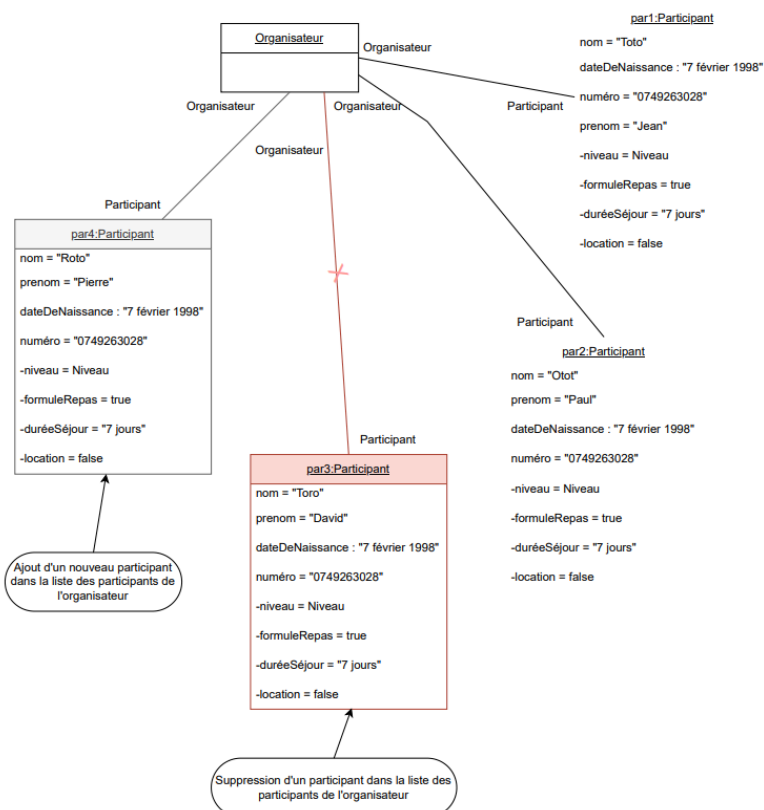 Organisateur
Organisateur
Organisateur
Organisateur
Organisateur
par1:Participant
nom = "Toto"
dateDeNaissance : "7 février 1998"
Participant
numéro = "0749263028"
prenom = "Jean"
-niveau = Niveau
-formuleRepas = true
-duréeSéjour = "7 jours"
-location = false
Participant
par4:Participant
nom = "Roto"
prenom = "Pierre"
dateDeNaissance : "7 février 1998"
numéro = "0749263028"
-niveau = Niveau
-formuleRepas = true
-duréeSéjour = "7 jours"
-location = false
Participant
par2:Participant
nom = "Otot"
prenom = "Paul"
dateDeNaissance : "7 février 1998"
numéro = "0749263028"
-niveau = Niveau
-formuleRepas = true
-duréeSéjour = "7 jours"
-location = false
Participant
par3:Participant
nom = "Toro"
prenom = "David"
dateDeNaissance : "7 février 1998"
numéro = "0749263028"
-niveau = Niveau
-formuleRepas = true
-duréeSéjour = "7 jours"
-location = false
Ajout d'un nouveau participant
dans la liste des participants de
l'organisateur
Suppression d'un participant dans la liste des
participants de l'organisateur